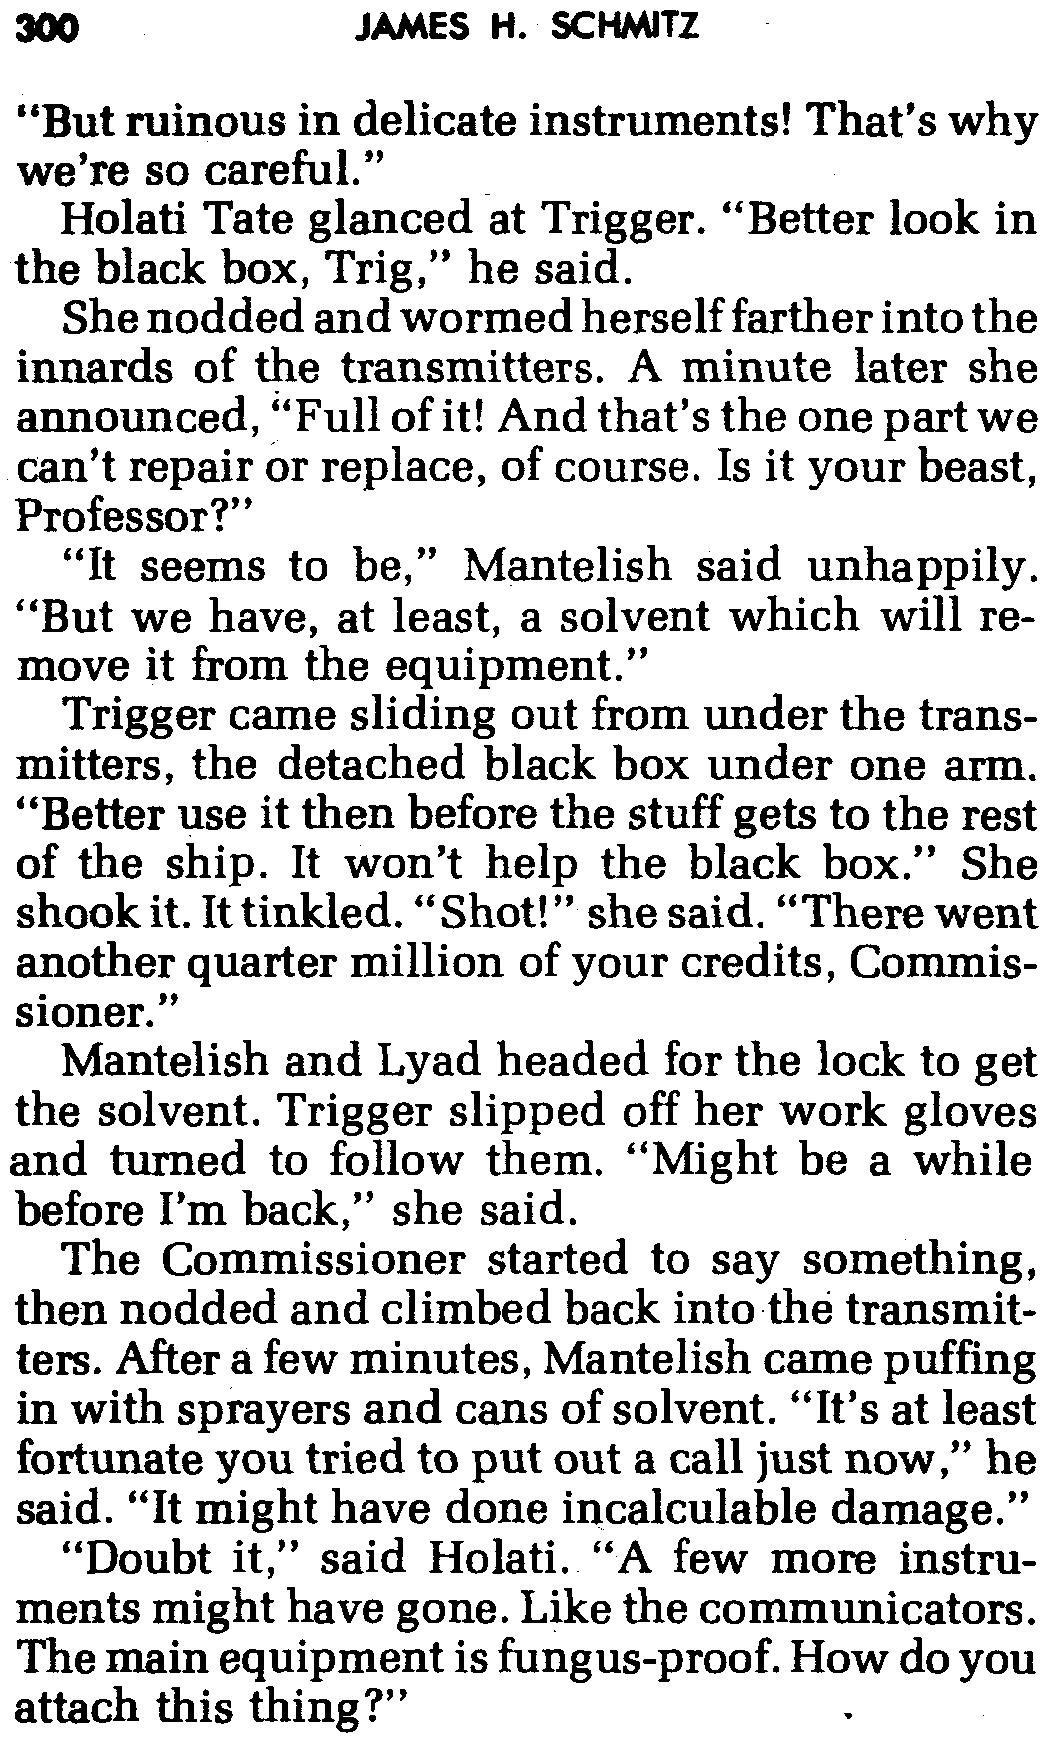 300 JAMES H. SCHMITZ
“But ruinous in delicate instruments! That’s why
we’re so careful.”
Holati Tate glanced at Trigger. “Better look in
the black box, Trig,” he said.
She nodded and wormed herself farther into the
innards of the transmitters. A minute later she
announced, “Full of it! And that’s the one part we
can’t repair or replace, of course. Is it your beast,
Professor?”
“It seems to be,” Mantelish said unhappily.
“But we have, at least, a solvent which will re-
move it from the equipment.”
Trigger came sliding out from under the trans-
mitters, the detached black box under one arm.
“Better use it then before the stuff gets to the rest
of the ship. It won’t help the black box.” She
shook it. It tinkled. “Shot!” she said. “There went
another quarter million of your credits, Commis-
sioner.”
Mantelish and Lyad headed for the lock to get
the solvent. Trigger slipped off her work gloves
and turned to follow them. “Might be a while
before I’m back,” she said.
The Commissioner started to say something,
then nodded and climbed back into the transmit-
ters. After a few minutes, Mantelish came puffing
in with sprayers and cans of solvent. “It’s at least
fortunate you tried to put out a call just now,” he
said. “It might have done incalculable damage.”
“Doubt it,” said Holati. “A few more instru-
ments might have gone. Like the communicators.
The main equipment is fungus-proof. How do you
attach this thing?”